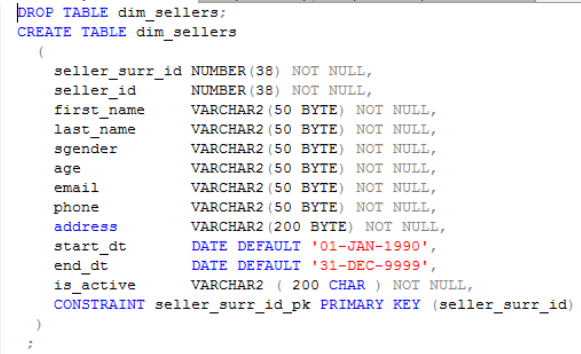 DROP TABLE dim_sellers;
CREATE TABLE dim_sellers
(
seller_surr_id NUMBER(38) NOT NULL,
seller_id NUMBER(38) NOT NULL,
first_name VARCHAR2(50 BYTE) NOT NULL,
last_name VARCHAR2(50 BYTE) NOT NULL,
sgender VARCHAR2(50 BYTE) NOT NULL,
age VARCHAR2(50 BYTE) NOT NULL,
email VARCHAR2(50 BYTE) NOT NULL,
phone VARCHAR2(50 BYTE) NOT NULL,
address VARCHAR2(200 BYTE) NOT NULL,
start_dt DATE DEFAULT '01-JAN-1990',
end_dt DATE DEFAULT '31-DEC-9999',
is_active VARCHAR2 ( 200 CHAR ) NOT NULL,
CONSTRAINT seller_surr_id_pk PRIMARY KEY (seller_surr_id)
)
;